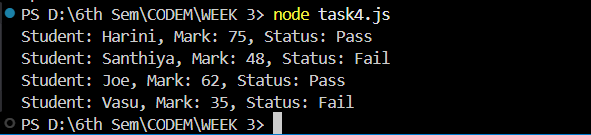 PS D:\6th Sem\CODEM\WEEK 3> node task4.js
Student: Harini, Mark: 75, Status: Pass
Student: Santhiya, Mark: 48, Status: Fail
Student: Joe, Mark: 62, Status: Pass
Student: Vasu, Mark: 35, Status: Fail
PS D:\6th Sem\CODEM\WEEK 3>